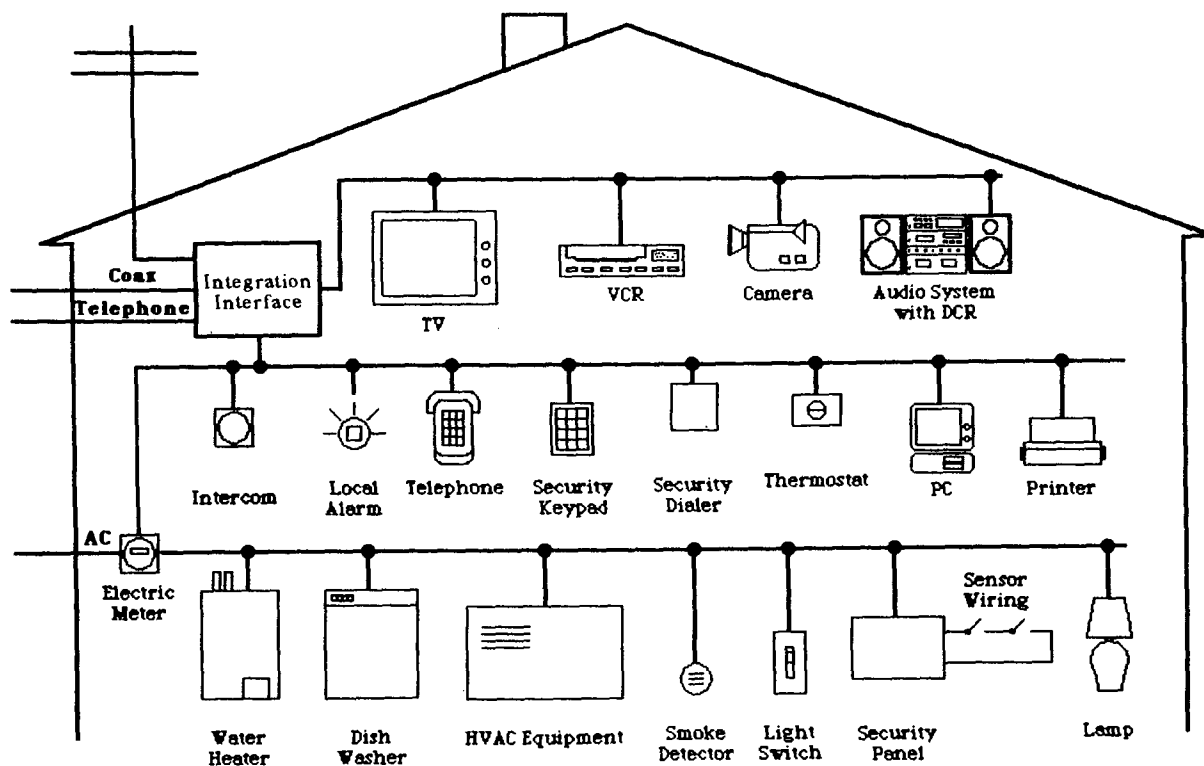 Coax
Telephone
Integration
Interface
TV
VCR
Camera
Audio System
with DCR
Intercom
Local
Alarm
Telephone
Security
Keypad
Security
Dialer
Thermostat
PC
Printer
AC
Electric
Meter
Water
Heater
Dish
Washer
HVAC Equipment
Smoke
Detector
Light
Switch
Security
Panel
Sensor
Wiring
Lamp